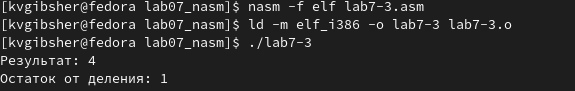 [kvgibsher@fedora lab07_nasm]$ nasm -f elf lab7-3.asm
[kvgibsher@fedora lab07_nasm]$ ld -m elf_i386 -o lab7-3 lab7-3.o
[kvgibsher@fedora lab07_nasm]$ ./lab7-3
Результат: 4
Остаток от деления: 1